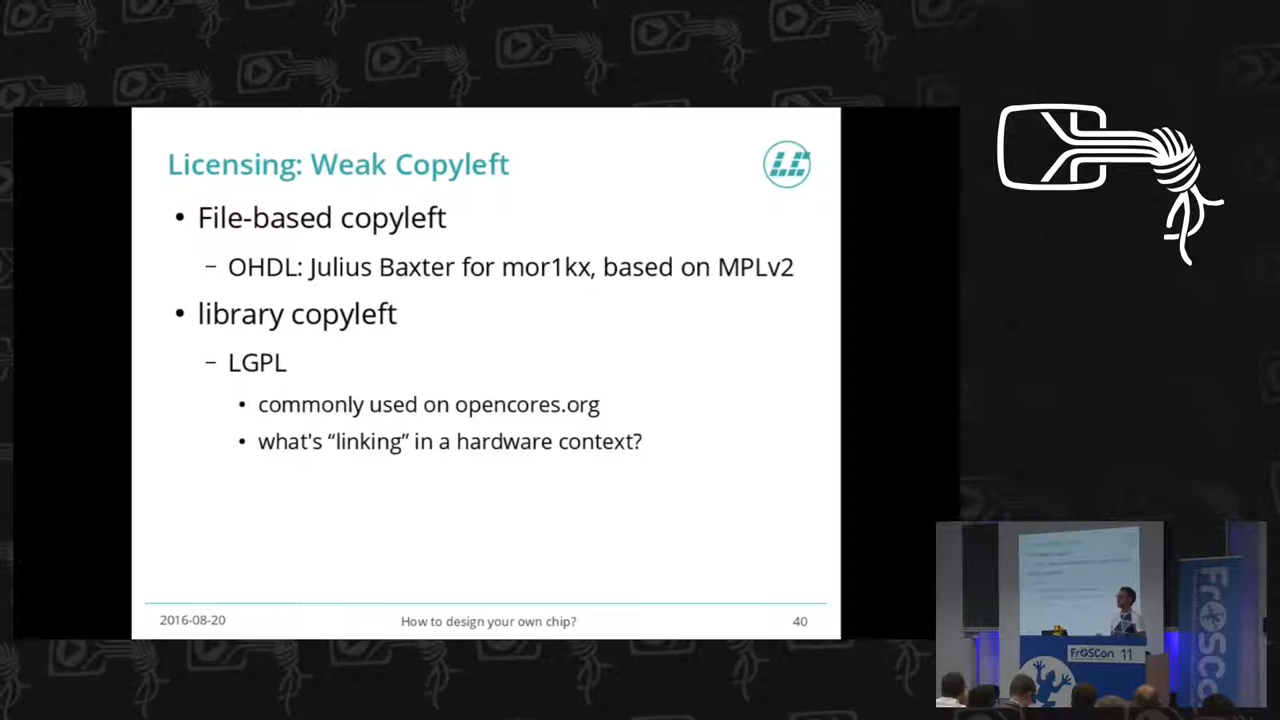 Licensing: Weak Copyleft
LC
• File-based copyleft
– OHDL: Julius Baxter for mor1kx, based on MPLv2
• library copyleft
– LGPL
• commonly used on opencores.org
• what's “linking” in a hardware context?
2016-08-20
How to design your own chip?
40
FrOSCon 11
FrOSCon